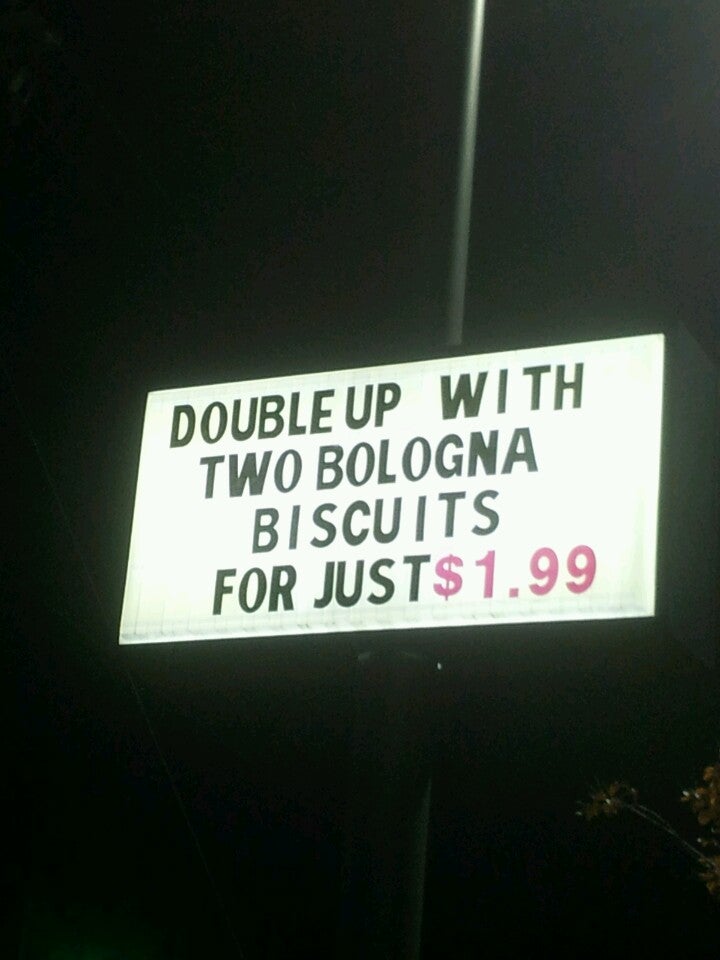 DOUBLE UP WITH
TWO BOLOGNA
BISCUITS
FOR JUST $1.99